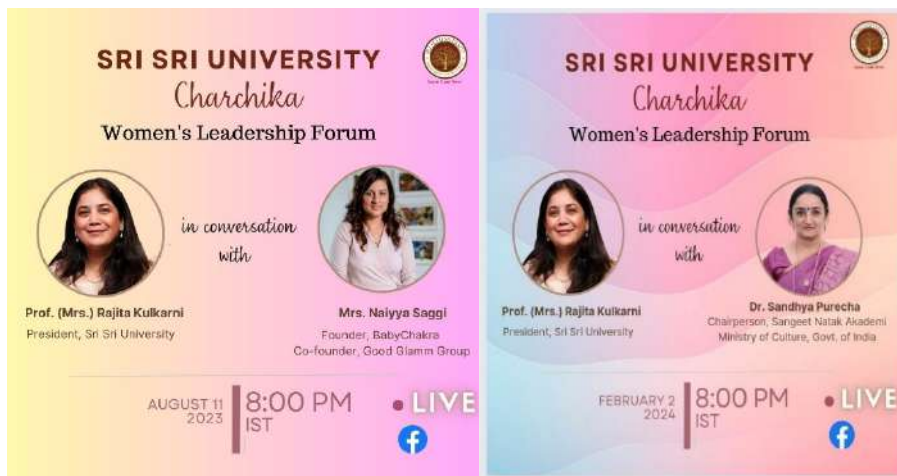 SRI SRI UNIVERSITY
Charchika
Women's Leadership Forum
in conversation
with
Prof. (Mrs.) Rajita Kulkarni
President, Sri Sri University
Mrs. Naiyya Saggi
Founder, BabyChakra
Co-founder, Good Glamm Group
AUGUST 11
2023
8:00 PM
IST
LIVE
SRI SRI UNIVERSITY
Charchika
Women's Leadership Forum
in conversation
with
Prof. (Mrs.) Rajita Kulkarni
President, Sri Sri University
Dr. Sandhya Purecha
Chairperson, Sangeet Natak Akademi
Ministry of Culture, Govt. of India
FEBRUARY 2
2024
8:00 PM
IST
LIVE